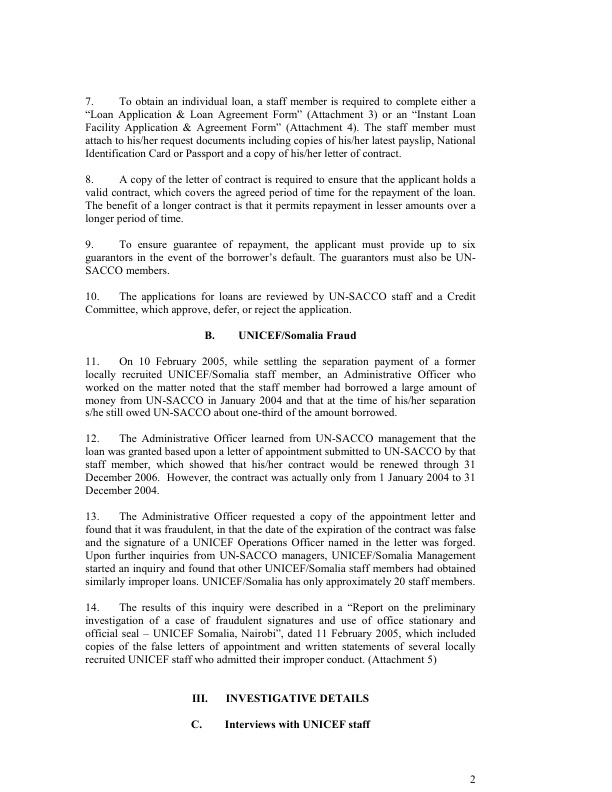 7. To obtain an individual loan, a staff member is required to complete either a
“Loan Application & Loan Agreement Form” (Attachment 3) or an “Instant Loan
Facility Application & Agreement Form” (Attachment 4). The staff member must
attach to his/her request documents including copies of his/her latest payslip, National
Identification Card or Passport and a copy of his/her letter of contract.
8. A copy of the letter of contract is required to ensure that the applicant holds a
valid contract, which covers the agreed period of time for the repayment of the loan.
The benefit of a longer contract is that it permits repayment in lesser amounts over a
longer period of time.
9. To ensure guarantee of repayment, the applicant must provide up to six
guarantors in the event of the borrower’s default. The guarantors must also be UN-
SACCO members.
10. The applications for loans are reviewed by UN-SACCO staff and a Credit
Committee, which approve, defer, or reject the application.
B. UNICEF/Somalia Fraud
11. On 10 February 2005, while settling the separation payment of a former
locally recruited UNICEF/Somalia staff member, an Administrative Officer who
worked on the matter noted that the staff member had borrowed a large amount of
money from UN-SACCO in January 2004 and that at the time of his/her separation
s/he still owed UN-SACCO about one-third of the amount borrowed.
12. The Administrative Officer learned from UN-SACCO management that the
loan was granted based upon a letter of appointment submitted to UN-SACCO by that
staff member, which showed that his/her contract would be renewed through 31
December 2006. However, the contract was actually only from 1 January 2004 to 31
December 2004.
13. The Administrative Officer requested a copy of the appointment letter and
found that it was fraudulent, in that the date of the expiration of the contract was false
and the signature of a UNICEF Operations Officer named in the letter was forged.
Upon further inquiries from UN-SACCO managers, UNICEF/Somalia Management
started an inquiry and found that other UNICEF/Somalia staff members had obtained
similarly improper loans. UNICEF/Somalia has only approximately 20 staff members.
14. The results of this inquiry were described in a “Report on the preliminary
investigation of a case of fraudulent signatures and use of office stationary and
official seal – UNICEF Somalia, Nairobi”, dated 11 February 2005, which included
copies of the false letters of appointment and written statements of several locally
recruited UNICEF staff who admitted their improper conduct. (Attachment 5)
III. INVESTIGATIVE DETAILS
C. Interviews with UNICEF staff
2